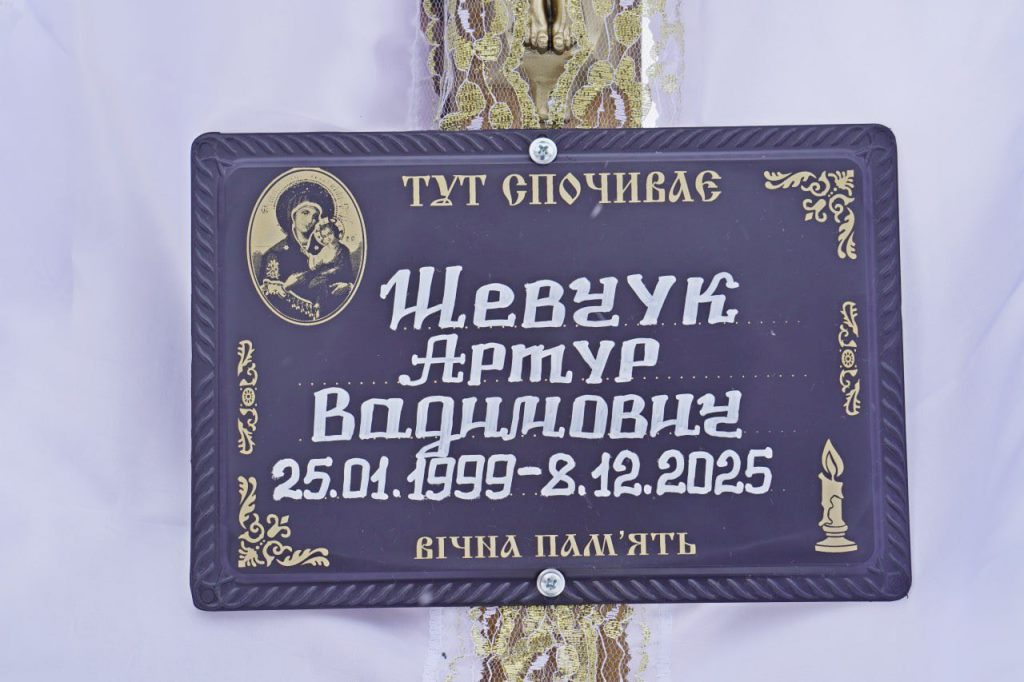 ТУТ СПОЧИВАЄ
Шевчук
Артур
Вадимович
25.01.1999-8.12.2025
ВІЧНА ПАМ'ЯТЬ